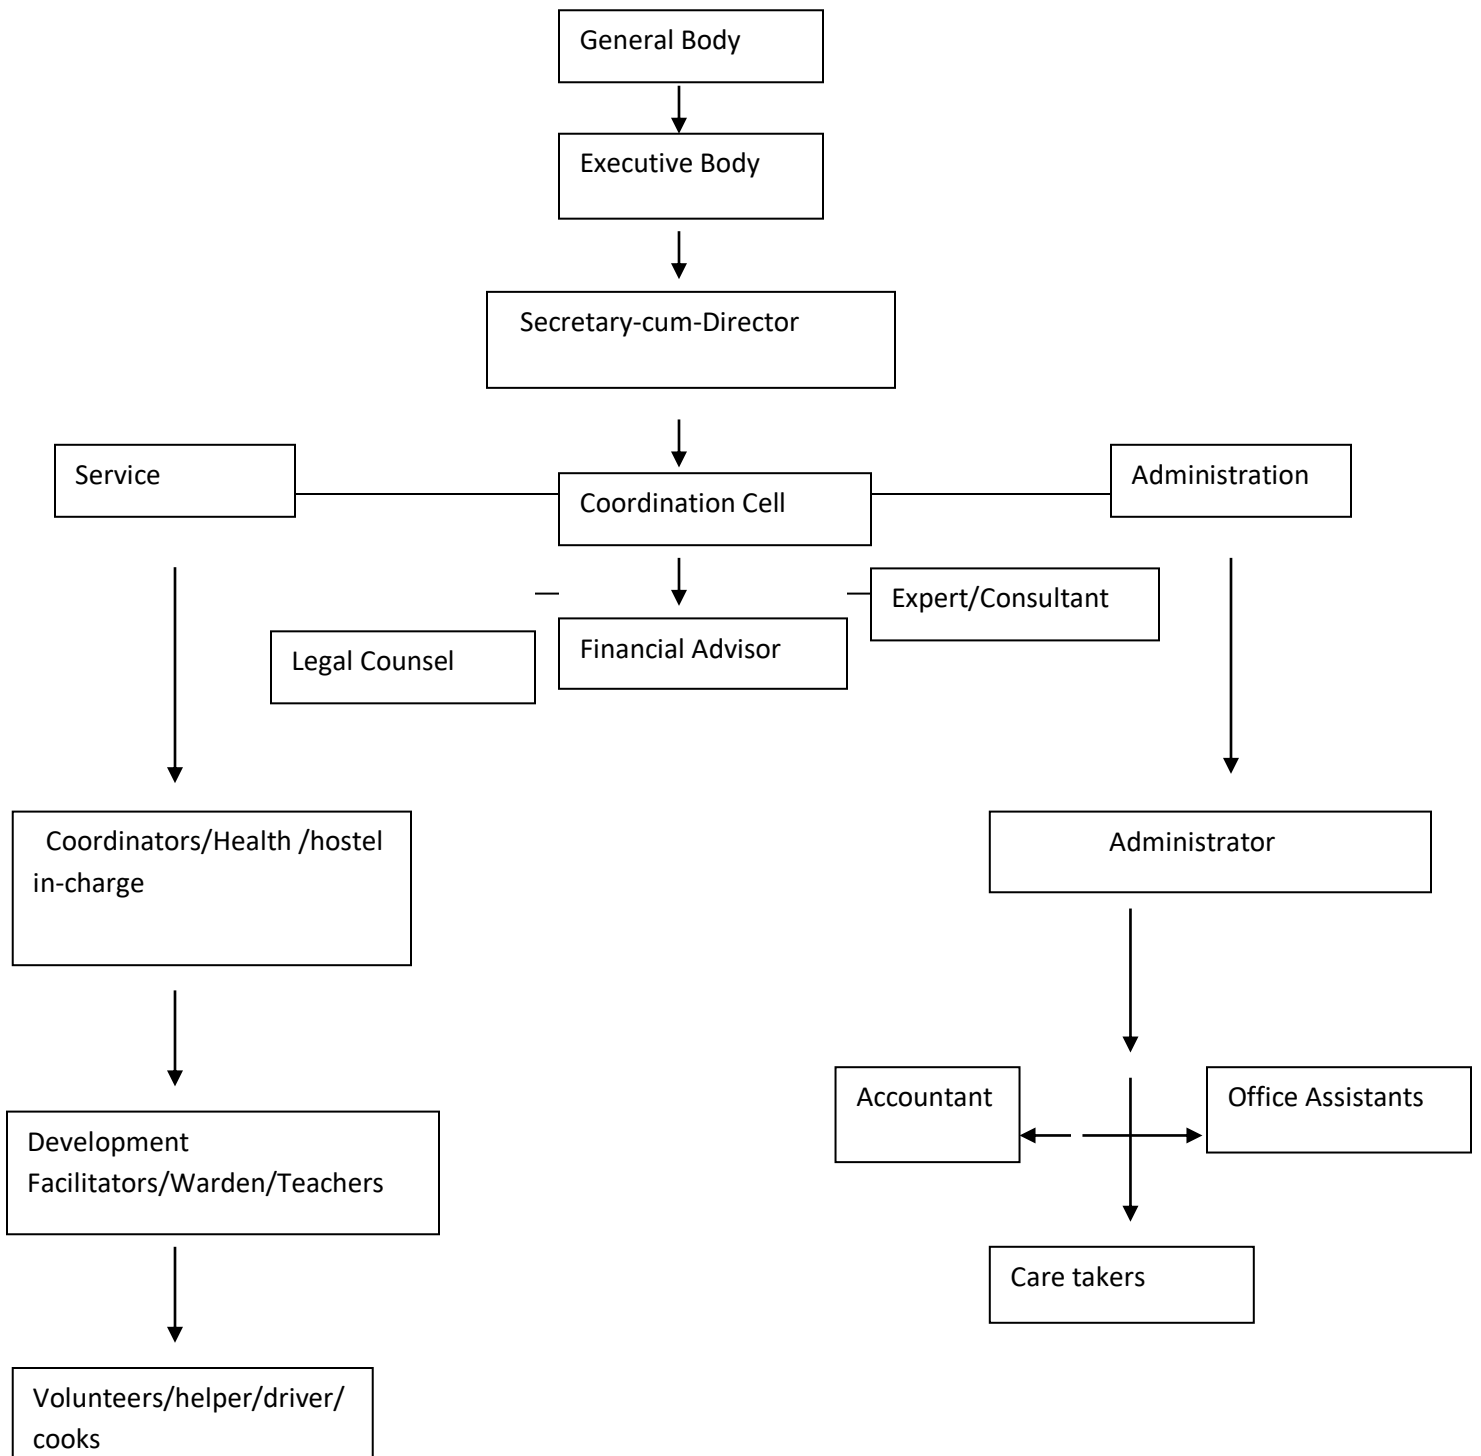 General Body
Executive Body
Secretary-cum-Director
Service
Coordination Cell
Administration
Expert/Consultant
Legal Counsel
Financial Advisor
Coordinators/Health /hostel
in-charge
Administrator
Accountant
Office Assistants
Development
Facilitators/Warden/Teachers
Care takers
Volunteers/helper/driver/
cooks